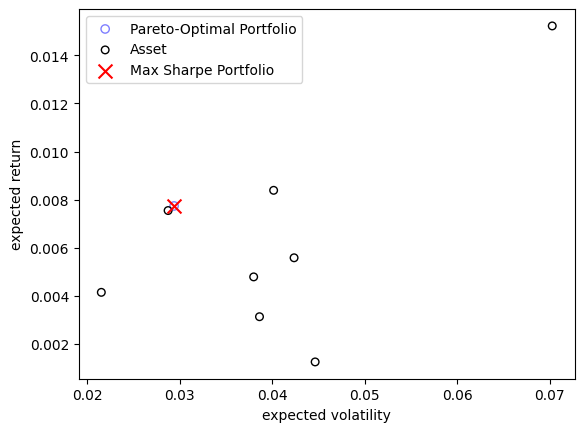 Pareto-Optimal Portfolio
Asset
Max Sharpe Portfolio
0.014
0.012
0.010
0.008
0.006
0.004
0.002
expected return
0.02 0.03 0.04 0.05 0.06 0.07
expected volatility